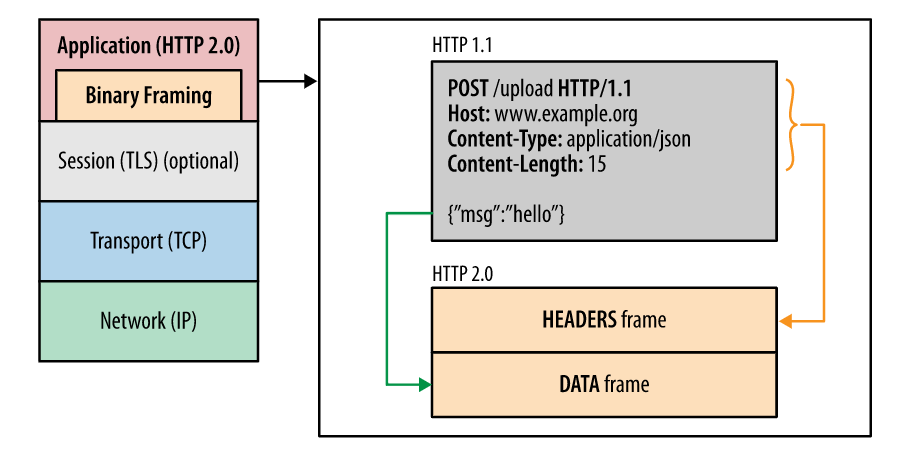 Application (HTTP 2.0)
Binary Framing
Session (TLS) (optional)
Transport (TCP)
Network (IP)
HTTP 1.1
POST /upload HTTP/1.1
Host: www.example.org
Content-Type: application/json
Content-Length: 15
{”msg”:”hello”}
HTTP 2.0
HEADERS frame
DATA frame